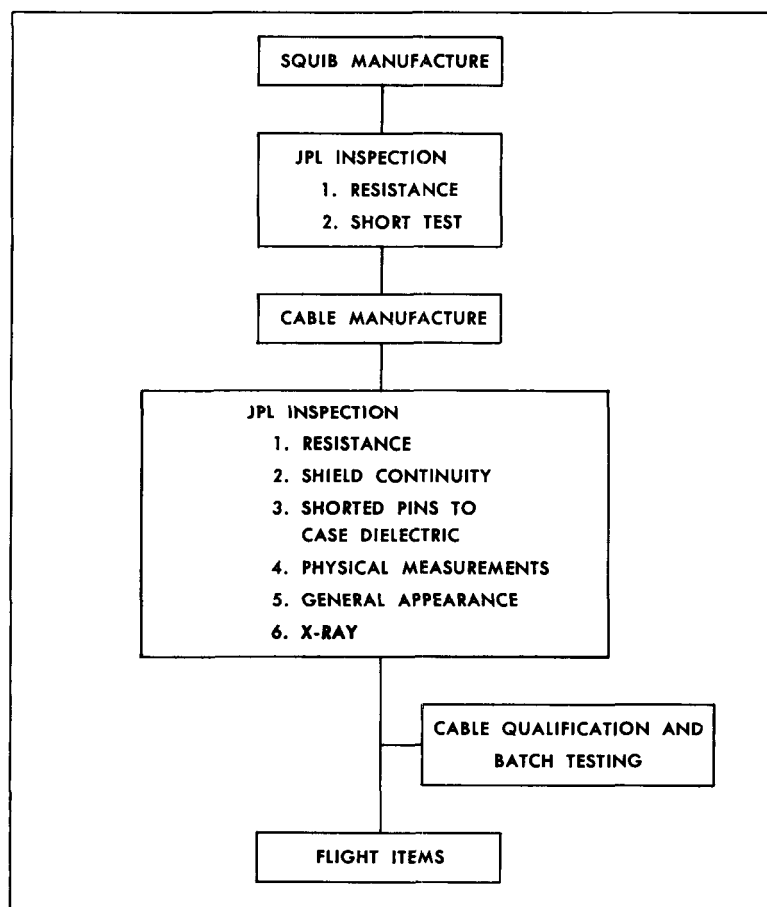 SQUIB MANUFACTURE
JPL INSPECTION
1. RESISTANCE
2. SHORT TEST
CABLE MANUFACTURE
JPL INSPECTION
1. RESISTANCE
2. SHIELD CONTINUITY
3. SHORTED PINS TO
CASE DIELECTRIC
4. PHYSICAL MEASUREMENTS
5. GENERAL APPEARANCE
6. X-RAY
CABLE QUALIFICATION AND
BATCH TESTING
FLIGHT ITEMS